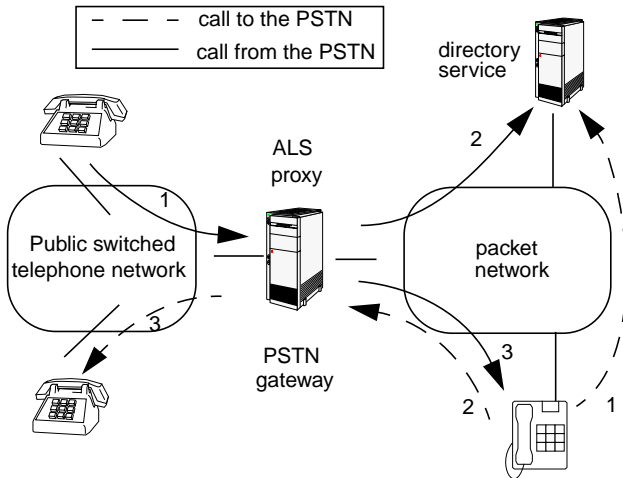 call to the PSTN
call from the PSTN
directory
service
2
ALS
proxy
1
Public switched
telephone network
packet
network
3
PSTN
gateway
3
2
1